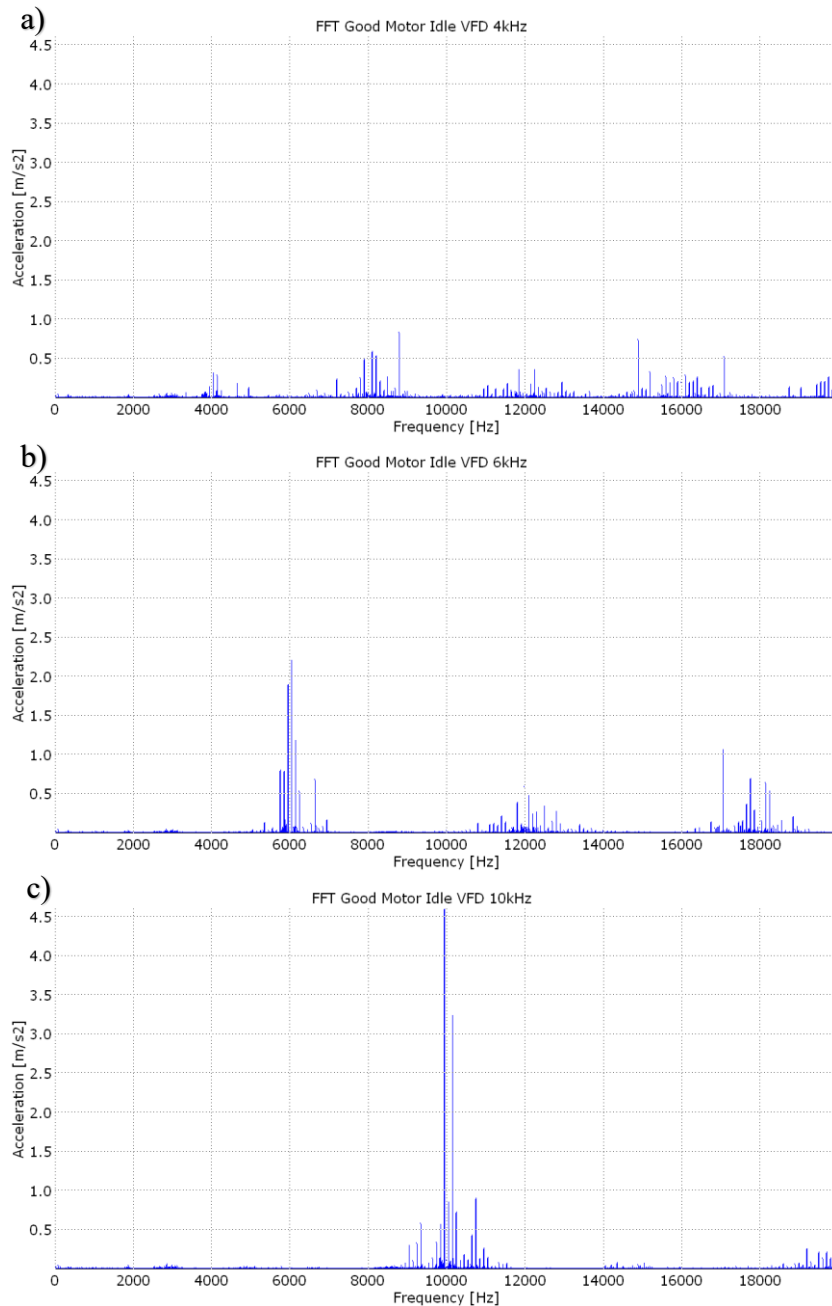 a)
FFT Good Motor Idle VFD 4kHz
4.5
4.0
3.5
3.0
2.5
2.0
1.5
1.0
0.5
Acceleration [m/s2]
0 2000 4000 6000 8000 10000 12000 14000 16000 18000
Frequency [Hz]
b)
FFT Good Motor Idle VFD 6kHz
4.5
4.0
3.5
3.0
2.5
2.0
1.5
1.0
0.5
Acceleration [m/s2]
0 2000 4000 6000 8000 10000 12000 14000 16000 18000
Frequency [Hz]
c)
FFT Good Motor Idle VFD 10kHz
4.5
4.0
3.5
3.0
2.5
2.0
1.5
1.0
0.5
Acceleration [m/s2]
0 2000 4000 6000 8000 10000 12000 14000 16000 18000
Frequency [Hz]